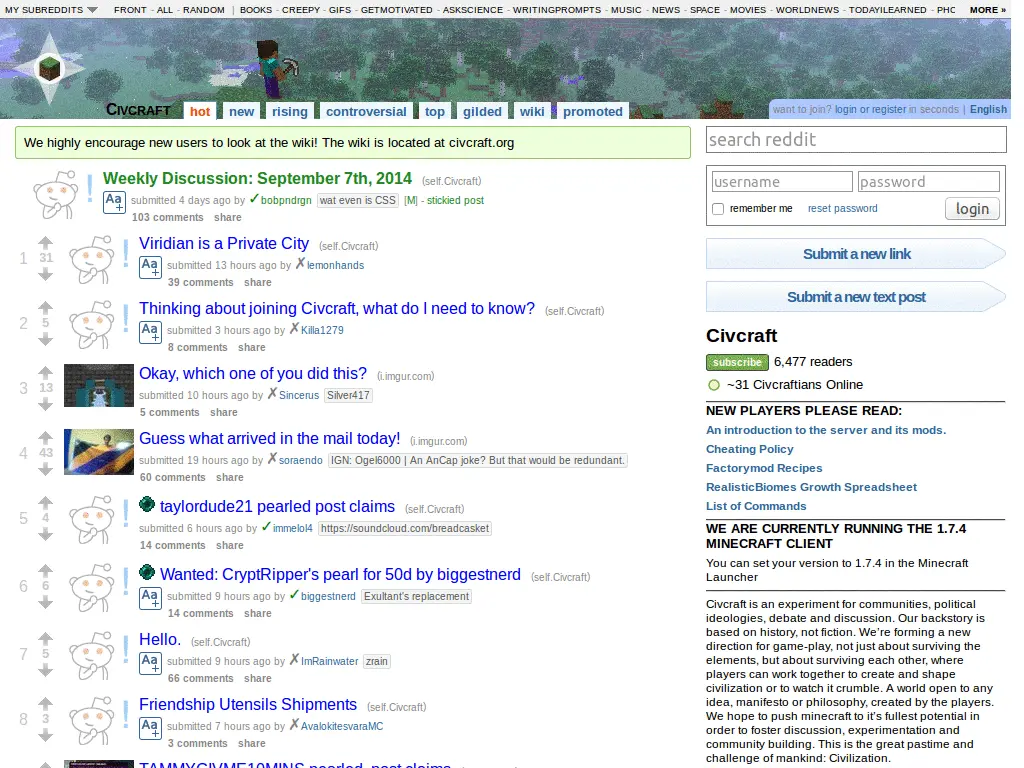 MY SUBREDDITS FRONT - ALL - RANDOM | BOOKS - CREEPY - GIFS - GETMOTIVATED - ASKSCIENCE - WRITINGPROMPTS - MUSIC - NEWS - SPACE - MOVIES - WORLDNEWS - TODAYILEARNED - PHO MORE »
CIVCRAFT hot new rising controversial top gilded wiki promoted
want to join? login or register in seconds | English
We highly encourage new users to look at the wiki! The wiki is located at civcraft.org
Weekly Discussion: September 7th, 2014 (self.Civcraft)
Aa+ submitted 4 days ago by ✓bobpndrgn wat even is CSS [M] - stickied post
103 comments share
1 31
Viridian is a Private City (self.Civcraft)
Aa+ submitted 13 hours ago by ✗lemonhands
39 comments share
2 5
Thinking about joining Civcraft, what do I need to know? (self.Civcraft)
Aa+ submitted 3 hours ago by ✗Killa1279
8 comments share
3 13
Okay, which one of you did this? (i.imgur.com)
submitted 10 hours ago by ✗Sincerus Silver417
5 comments share
4 43
Guess what arrived in the mail today! (i.imgur.com)
submitted 19 hours ago by ✗soraendo IGN: Ogel6000 | An AnCap joke? But that would be redundant.
60 comments share
5 4
taylordude21 pearled post claims (self.Civcraft)
Aa+ submitted 6 hours ago by ✓immelol4 https://soundcloud.com/breadcasket
14 comments share
6 6
Wanted: CryptRipper's pearl for 50d by biggestnerd (self.Civcraft)
Aa+ submitted 9 hours ago by ✓biggestnerd Exultant's replacement
14 comments share
7 5
Hello. (self.Civcraft)
Aa+ submitted 9 hours ago by ✗ImRainwater zrain
66 comments share
8 3
Friendship Utensils Shipments (self.Civcraft)
Aa+ submitted 7 hours ago by ✗AvalokitesvaraMC
3 comments share
TAMMYGIVME10MINS pearled, post claims
search reddit
username password
remember me reset password login
Submit a new link
Submit a new text post
Civcraft
subscribe 6,477 readers
~31 Civcraftians Online
NEW PLAYERS PLEASE READ:
An introduction to the server and its mods.
Cheating Policy
Factorymod Recipes
RealisticBiomes Growth Spreadsheet
List of Commands
WE ARE CURRENTLY RUNNING THE 1.7.4
MINECRAFT CLIENT
You can set your version to 1.7.4 in the Minecraft
Launcher
Civcraft is an experiment for communities, political
ideologies, debate and discussion. Our backstory is
based on history, not fiction. We're forming a new
direction for game-play, not just about surviving the
elements, but about surviving each other, where
players can work together to create and shape
civilization or to watch it crumble. A world open to any
idea, manifesto or philosophy, created by the players.
We hope to push minecraft to it's fullest potential in
order to foster discussion, experimentation and
community building. This is the great pastime and
challenge of mankind: Civilization.